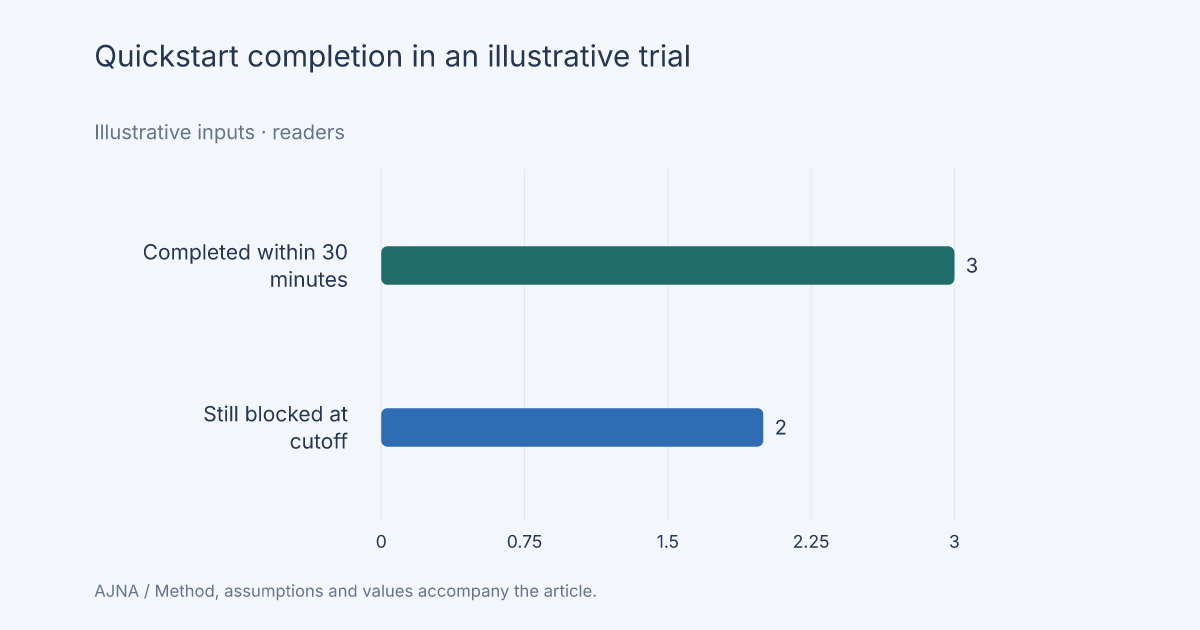 Quickstart completion in an illustrative trial
Illustrative inputs · readers
Completed within 30
minutes
3
Still blocked at
cutoff
2
0
0.75
1.5
2.25
3
AJNA / Method, assumptions and values accompany the article.